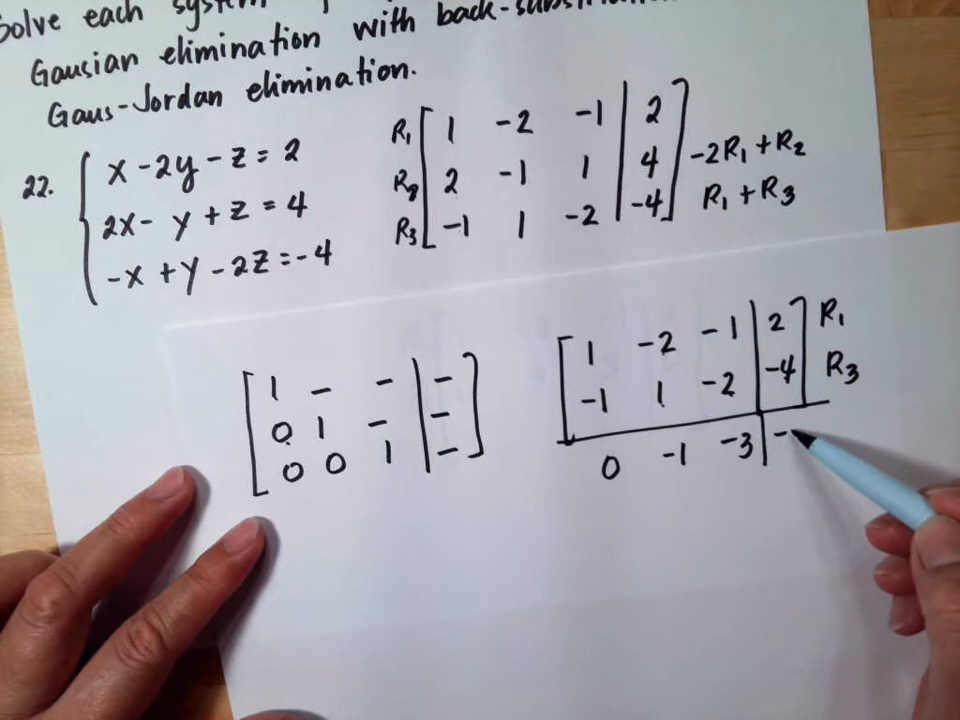 Solve each system
Gausian elimination with back-
Gaus-Jordan elimination.
22. { x - 2y - z = 2
2x - y + z = 4
-x + y - 2z = -4
R1 [ 1 -2 -1 | 2 ]
R2 [ 2 -1 1 | 4 ] -2R1 + R2
R3 [ -1 1 -2 | -4 ] R1 + R3
[ 1 - - | - ]
[ 0 1 - | - ]
[ 0 0 1 | - ]
[ 1 -2 -1 | 2 ] R1
[ -1 1 -2 | -4 ] R3
0 -1 -3 | -